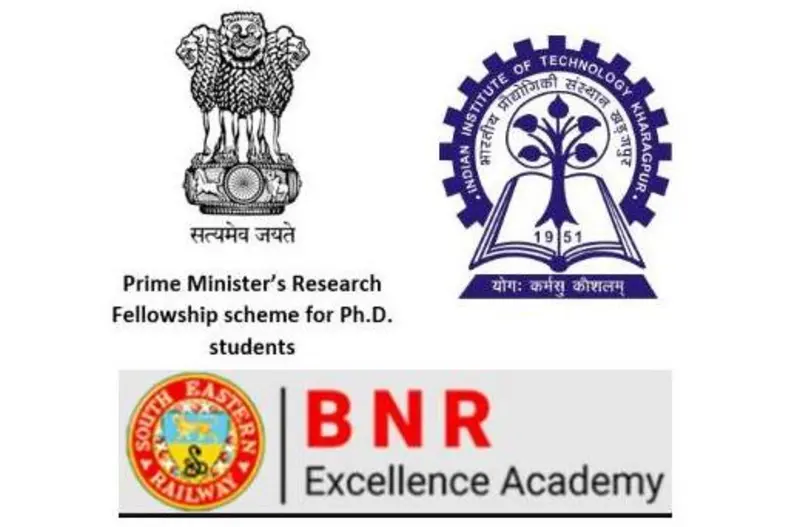 सत्यमेव जयते
Prime Minister’s Research
Fellowship scheme for Ph.D.
students
INDIAN INSTITUTE OF TECHNOLOGY KHARAGPUR
भारतीय प्रौद्योगिकी संस्थान खड़गपुर
1951
योगः कर्मसु कौशलम्
SOUTH EASTERN
RAILWAY
BNR
Excellence Academy